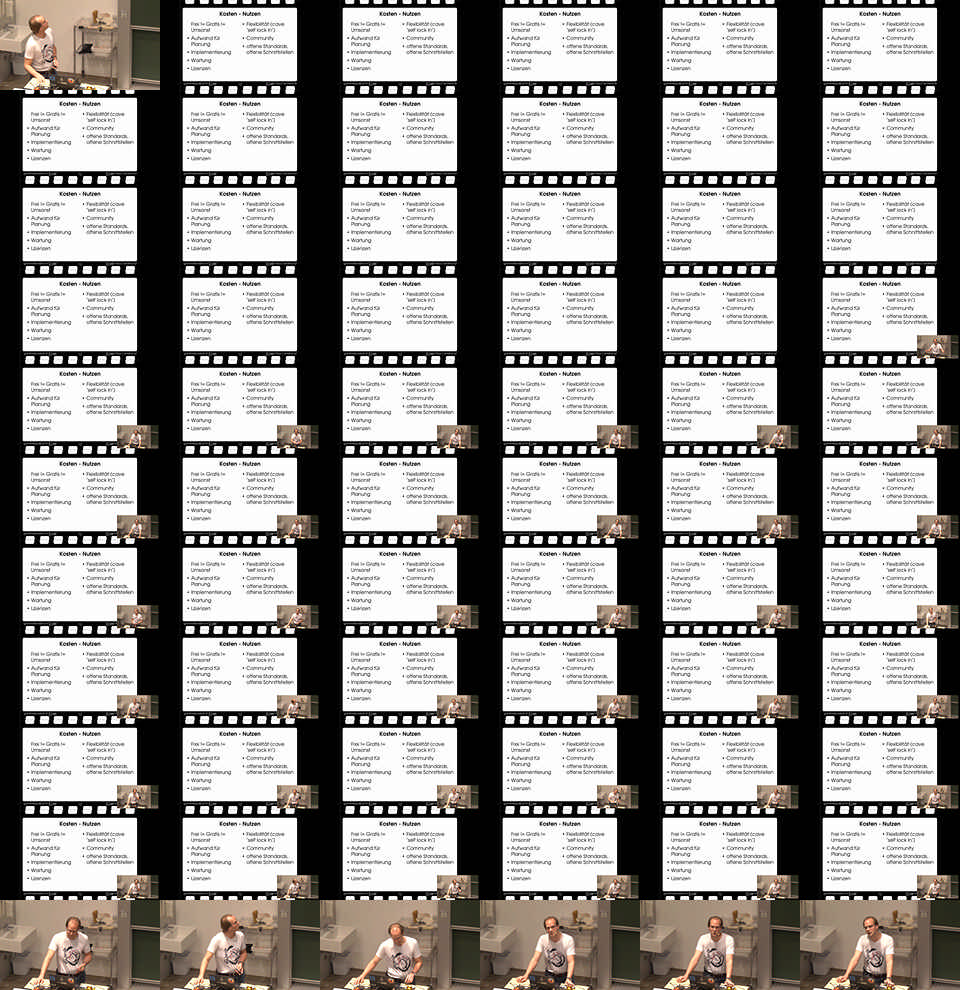 Kosten - Nutzen
Frei != Gratis !=
Umsonst
Aufwand für
Planung
Implementierung
Wartung
Lizenzen
Flexibilität (cave
"self lock in")
Community
offene Standards,
offene Schnittstellen